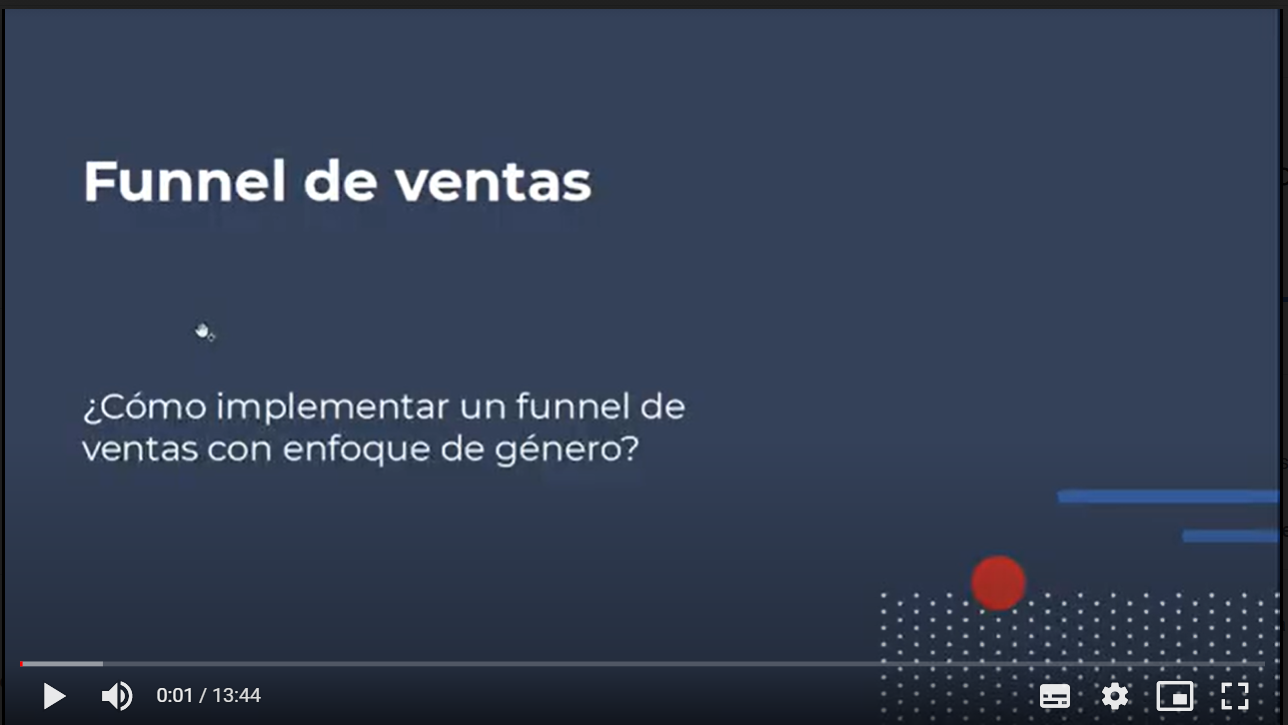 Funnel de ventas
¿Cómo implementar un funnel de
ventas con enfoque de género?
0:01 / 13:44